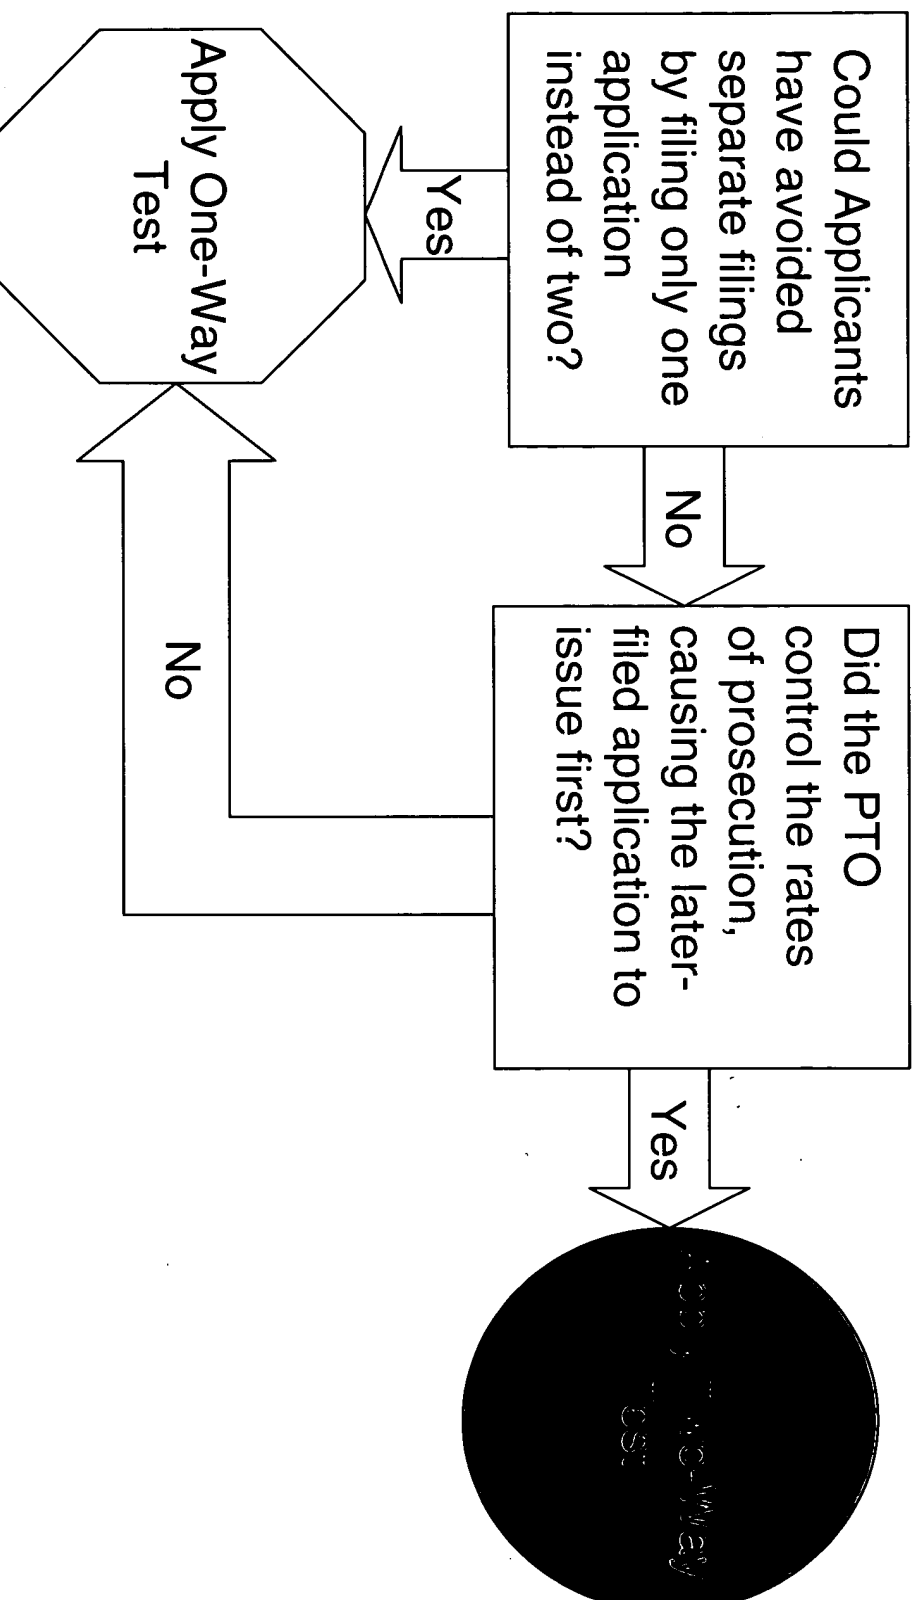 Could Applicants
have avoided
separate filings
by filing only one
application
instead of two?
No
Did the PTO
control the rates
of prosecution,
causing the later-
filed application to
issue first?
Yes
Yes
No
Apply One-Way
Test